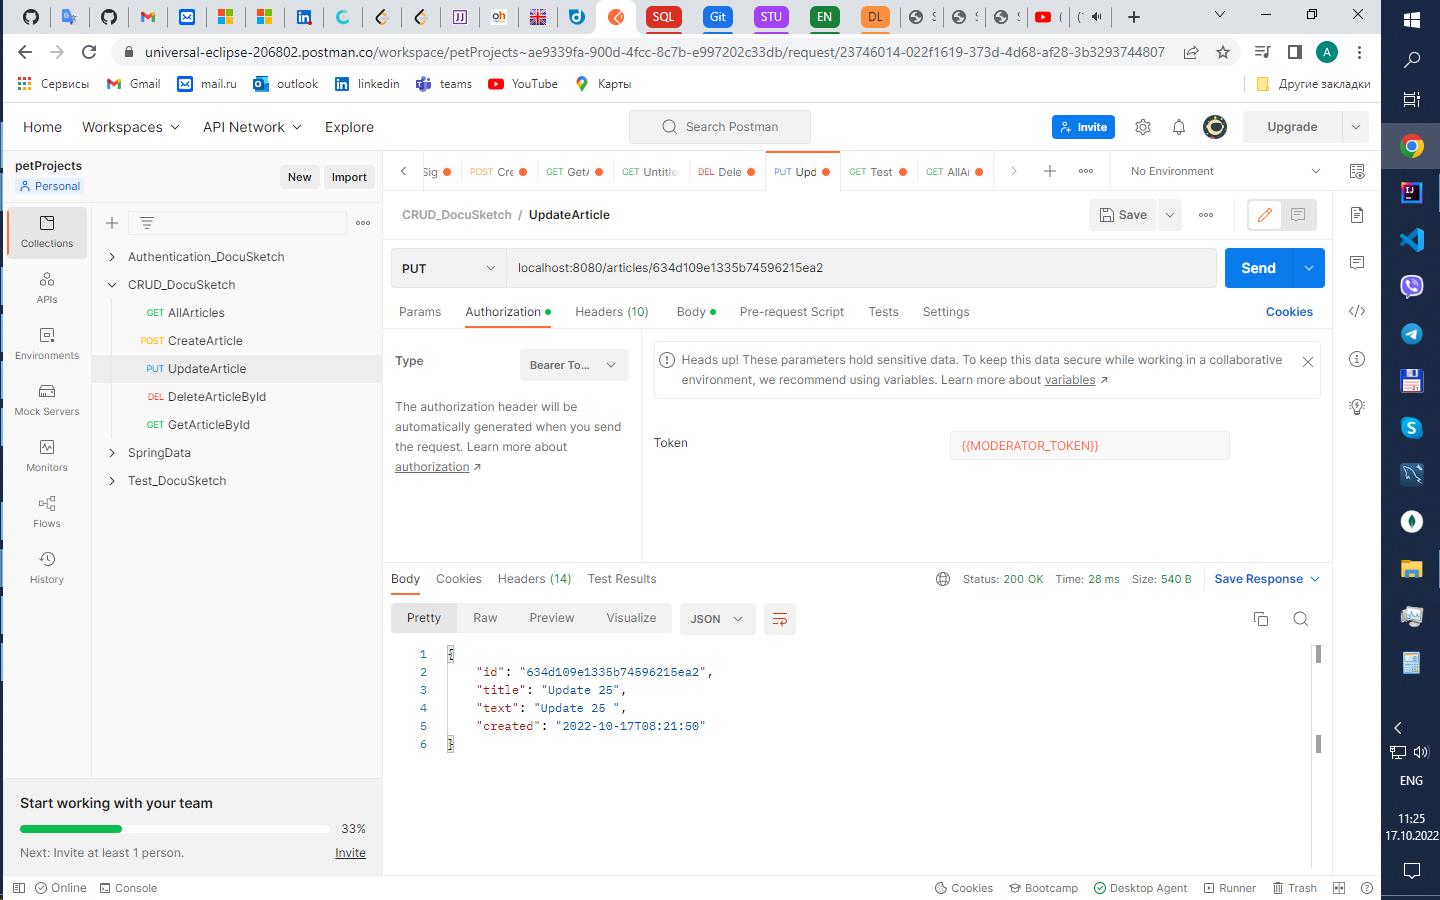 SQL
Git
STU
EN
DL
universal-eclipse-206802.postman.co/workspace/petProjects~ae9339fa-900d-4fcc-8c7b-e997202c33db/request/23746014-022f1619-373d-4d68-af28-3b3293744807
A
Сервисы
Gmail
mail.ru
outlook
linkedin
teams
YouTube
Карты
Другие закладки
Home
Workspaces
API Network
Explore
Search Postman
Invite
Upgrade
petProjects
Personal
New
Import
Sig
POST Cre
GET GetA
GET Untitle
DEL Dele
PUT Upd
GET Test
GET AllAr
No Environment
CRUD_DocuSketch / UpdateArticle
Save
Collections
APIs
Environments
Mock Servers
Monitors
Flows
History
Authentication_DocuSketch
CRUD_DocuSketch
GET AllArticles
POST CreateArticle
PUT UpdateArticle
DEL DeleteArticleById
GET GetArticleById
SpringData
Test_DocuSketch
PUT
localhost:8080/articles/634d109e1335b74596215ea2
Send
Params
Authorization
Headers (10)
Body
Pre-request Script
Tests
Settings
Cookies
Type
Bearer To...
The authorization header will be
automatically generated when you send
the request. Learn more about
authorization ↗
Heads up! These parameters hold sensitive data. To keep this data secure while working in a collaborative
environment, we recommend using variables. Learn more about variables ↗
Token
{{MODERATOR_TOKEN}}
Body
Cookies
Headers (14)
Test Results
Status: 200 OK
Time: 28 ms
Size: 540 B
Save Response
Pretty
Raw
Preview
Visualize
JSON
1 {
2 "id": "634d109e1335b74596215ea2",
3 "title": "Update 25",
4 "text": "Update 25 ",
5 "created": "2022-10-17T08:21:50"
6 }
Start working with your team
33%
Next: Invite at least 1 person.
Invite
Online
Console
Cookies
Bootcamp
Desktop Agent
Runner
Trash
ENG
11:25
17.10.2022